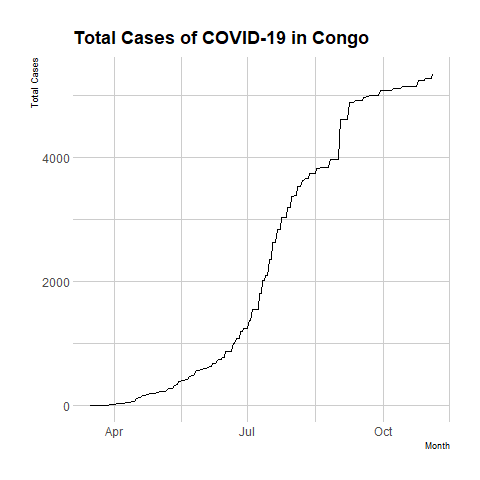 Total Cases of COVID-19 in Congo
Total Cases
4000
2000
0
Apr Jul Oct
Month